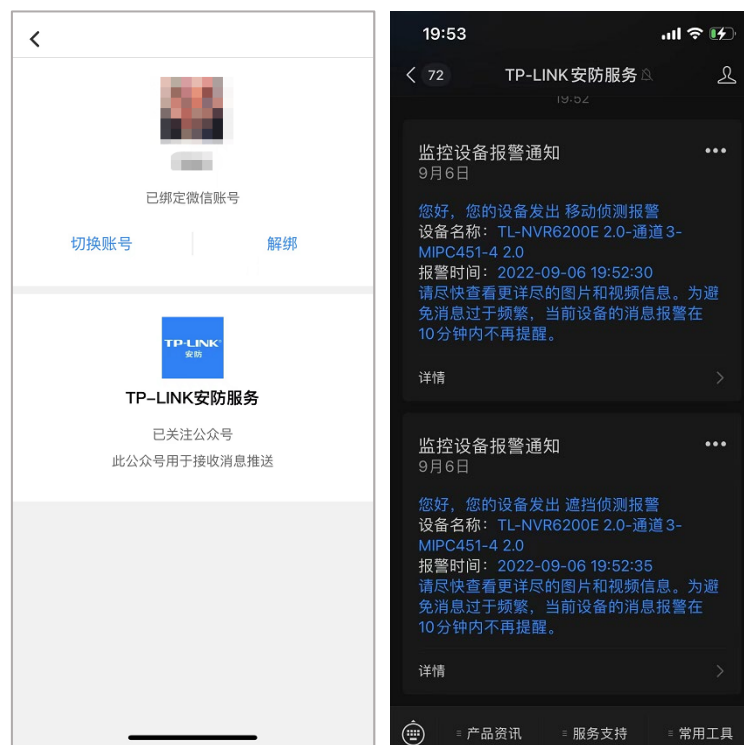 已绑定微信账号
切换账号
解绑
TP-LINK
安防
TP-LINK安防服务
已关注公众号
此公众号用于接收消息推送
19:53
72
TP-LINK安防服务
19:52
监控设备报警通知
9月6日
您好，您的设备发出 移动侦测报警
设备名称：TL-NVR6200E 2.0-通道3-
MIPC451-4 2.0
报警时间：2022-09-06 19:52:30
请尽快查看更详尽的图片和视频信息。为避
免消息过于频繁，当前设备的消息报警在
10分钟内不再提醒。
详情
监控设备报警通知
9月6日
您好，您的设备发出 遮挡侦测报警
设备名称：TL-NVR6200E 2.0-通道3-
MIPC451-4 2.0
报警时间：2022-09-06 19:52:35
请尽快查看更详尽的图片和视频信息。为避
免消息过于频繁，当前设备的消息报警在
10分钟内不再提醒。
详情
产品资讯
服务支持
常用工具